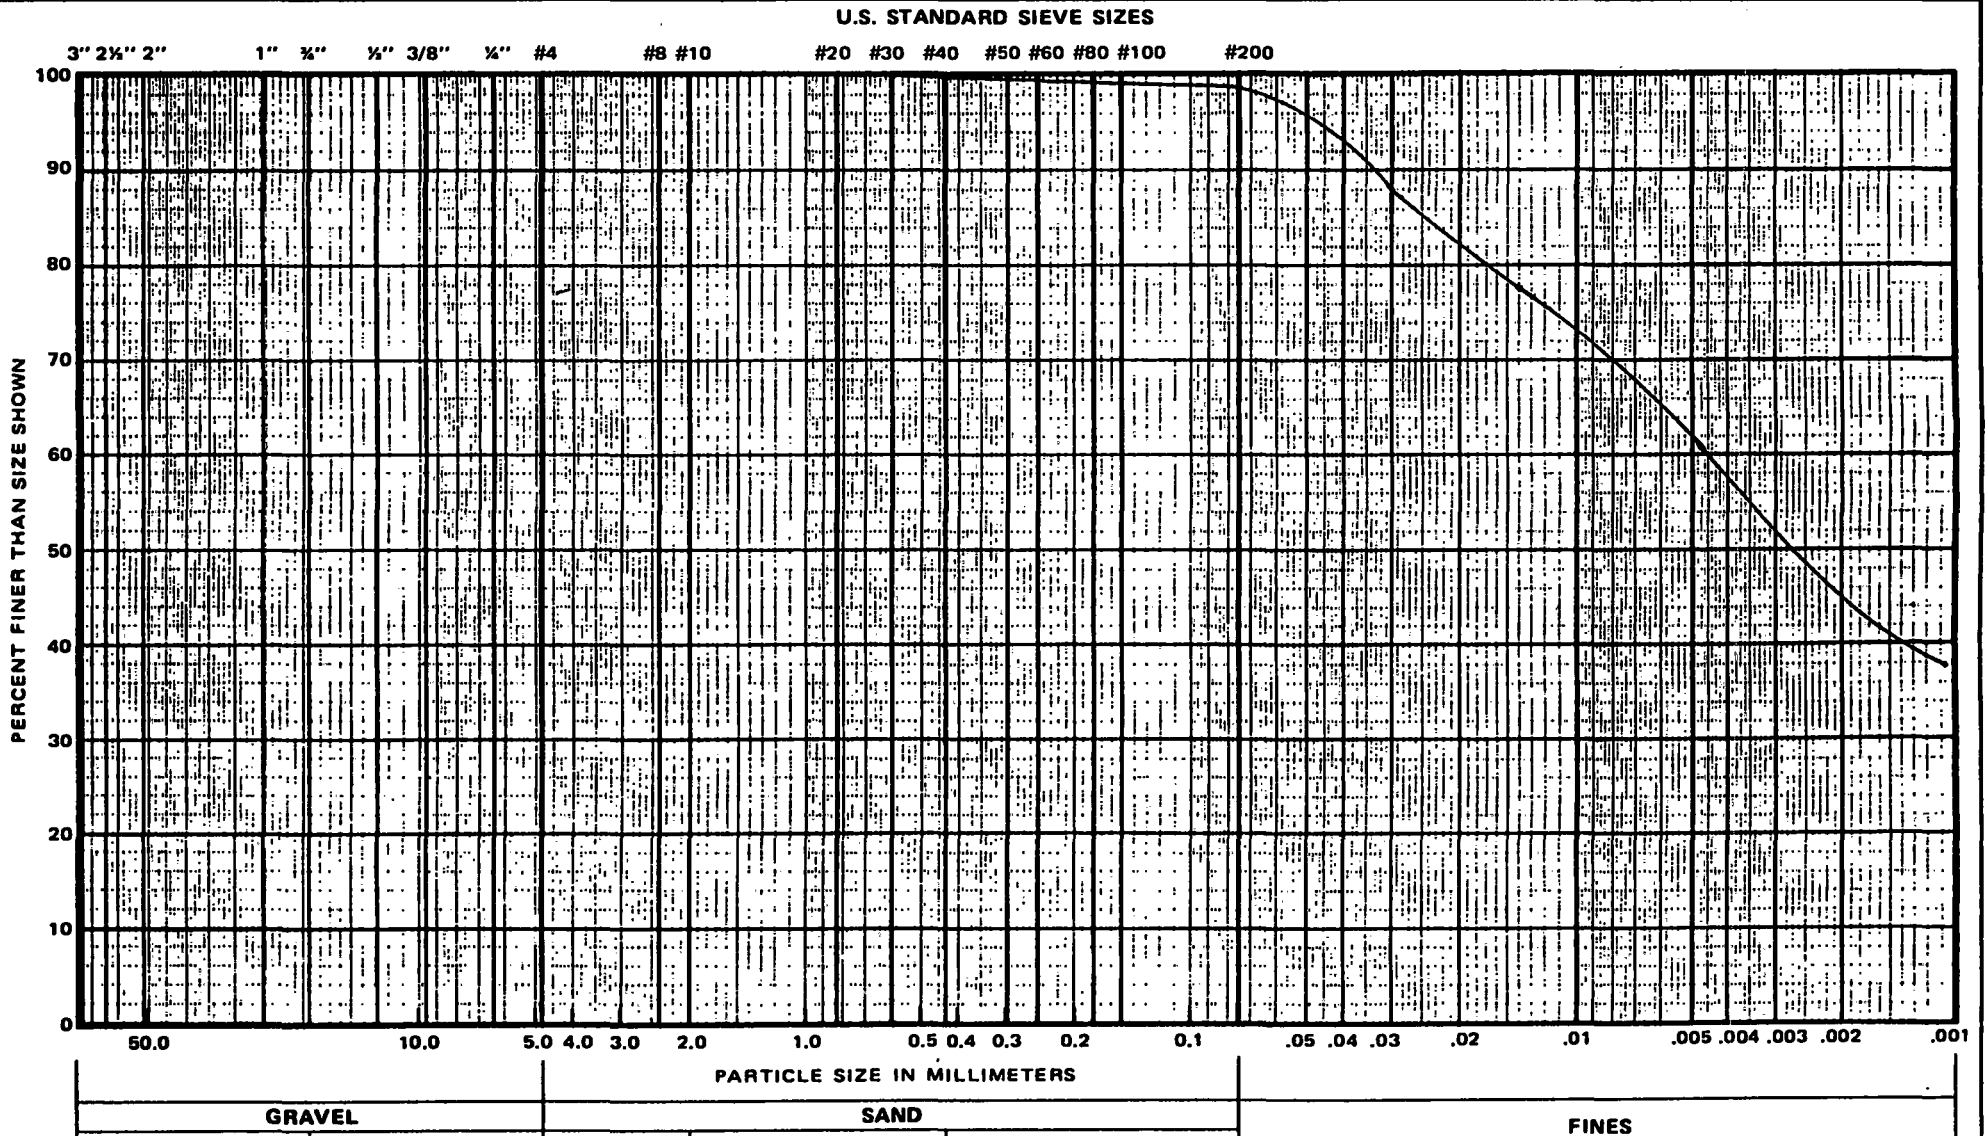 U.S. STANDARD SIEVE SIZES
3" 2½" 2" 1" ¾" ½" 3/8" ¼" #4 #8 #10 #20 #30 #40 #50 #60 #80 #100 #200
100
90
80
70
60
50
40
30
20
10
0
PERCENT FINER THAN SIZE SHOWN
50.0 10.0 5.0 4.0 3.0 2.0 1.0 0.5 0.4 0.3 0.2 0.1 .05 .04 .03 .02 .01 .005 .004 .003 .002 .001
PARTICLE SIZE IN MILLIMETERS
GRAVEL SAND FINES